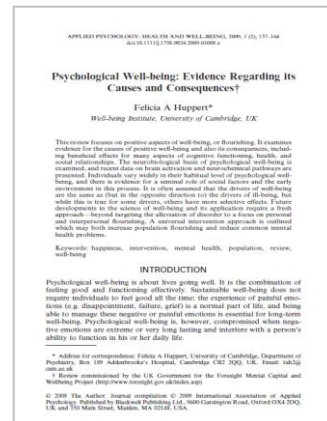 APPLIED PSYCHOLOGY: HEALTH AND WELL-BEING, 2009, 1 (2), 137–164
doi:10.1111/j.1758-0854.2009.01008.x
Psychological Well-being: Evidence Regarding its
Causes and Consequences†
Felicia A Huppert*
Well-being Institute, University of Cambridge, UK
This review focuses on positive aspects of well-being, or flourishing. It examines
evidence for the causes of positive well-being and also its consequences, includ-
ing beneficial effects for many aspects of cognitive functioning, health, and
social relationships. The neurobiological basis of psychological well-being is
examined, and recent data on brain activation and neurochemical pathways are
presented. Individuals vary widely in their habitual level of psychological well-
being, and there is evidence for a seminal role of social factors and the early
environment in this process. It is often assumed that the drivers of well-being
are the same as (but in the opposite direction to) the drivers of ill-being, but
while this is true for some drivers, others have more selective effects. Future
developments in the science of well-being and its application require a fresh
approach—beyond targeting the alleviation of disorder to a focus on personal
and interpersonal flourishing. A universal intervention approach is outlined
which may both increase population flourishing and reduce common mental
health problems.
Keywords: happiness, intervention, mental health, population, review,
well-being
INTRODUCTION
Psychological well-being is about lives going well. It is the combination of
feeling good and functioning effectively. Sustainable well-being does not
require individuals to feel good all the time; the experience of painful emo-
tions (e.g. disappointment, failure, grief) is a normal part of life, and being
able to manage these negative or painful emotions is essential for long-term
well-being. Psychological well-being is, however, compromised when nega-
tive emotions are extreme or very long lasting and interfere with a person's
ability to function in his or her daily life.
* Address for correspondence: Felicia A Huppert, University of Cambridge, Department of
Psychiatry, Box 189 Addenbrooke's Hospital, Cambridge CB2 2QQ, UK. Email: fah2@
cam.ac.uk
† Review commissioned by the UK Government for the Foresight Mental Capital and
Wellbeing Project (http://www.foresight.gov.uk/index.asp)
© 2009 The Author. Journal compilation © 2009 International Association of Applied
Psychology. Published by Blackwell Publishing Ltd., 9600 Garsington Road, Oxford OX4 2DQ,
UK and 350 Main Street, Malden, MA 02148, USA.